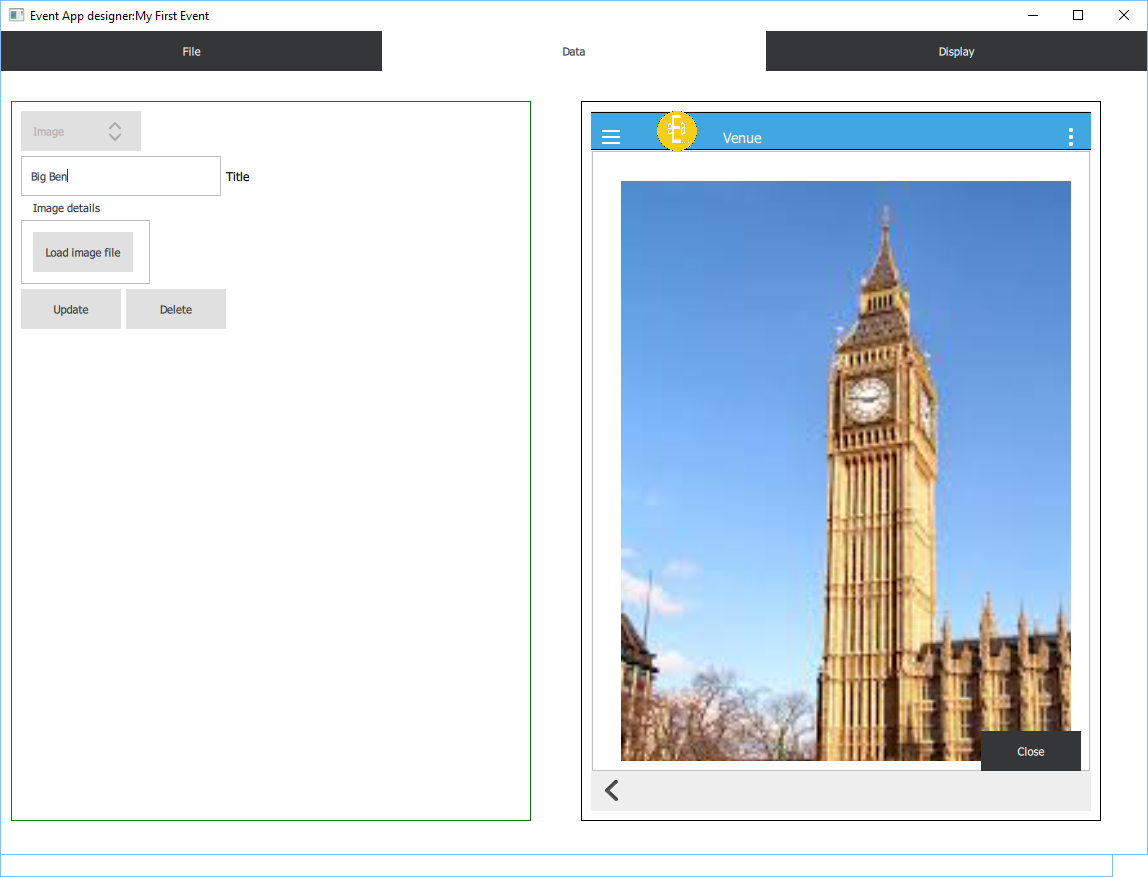 Event App designer:My First Event
File
Data
Display
Image
Big Ben
Title
Image details
Load image file
Update
Delete
Venue
Close